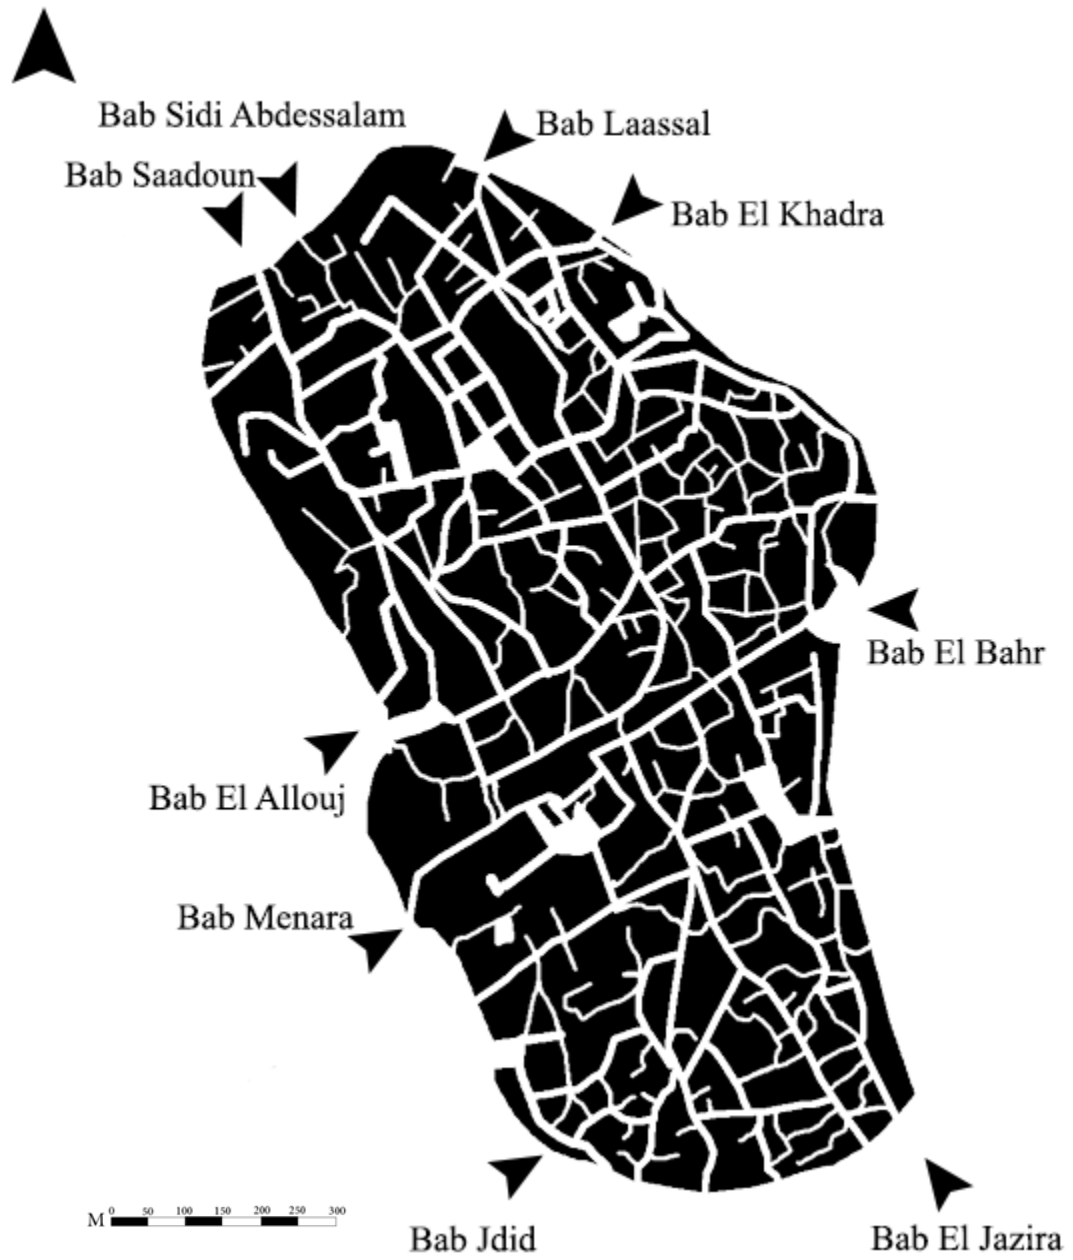 Bab Sidi Abdessalam
Bab Laassal
Bab Saadoun
Bab El Khadra
Bab El Bahr
Bab El Allouj
Bab Menara
M 0 50 100 150 200 250 300
Bab Jdid
Bab El Jazira